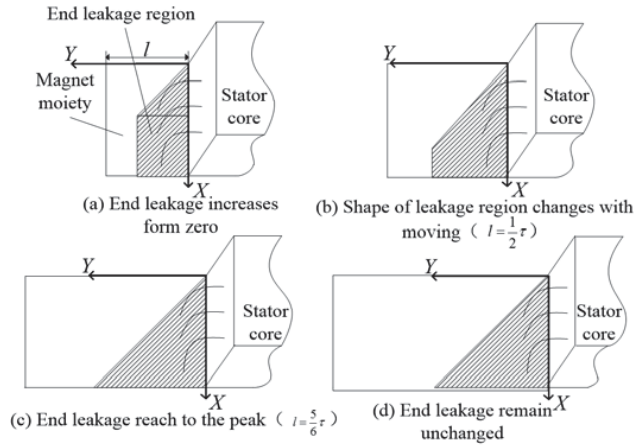 End leakage region
Y
l
Magnet
moiety
Stator
core
X
(a) End leakage increases
form zero
Y
Stator
core
X
(b) Shape of leakage region changes with
moving ( l=1/2 τ )
Y
Stator
core
X
(c) End leakage reach to the peak ( l=5/6 τ )
Y
Stator
core
X
(d) End leakage remain
unchanged